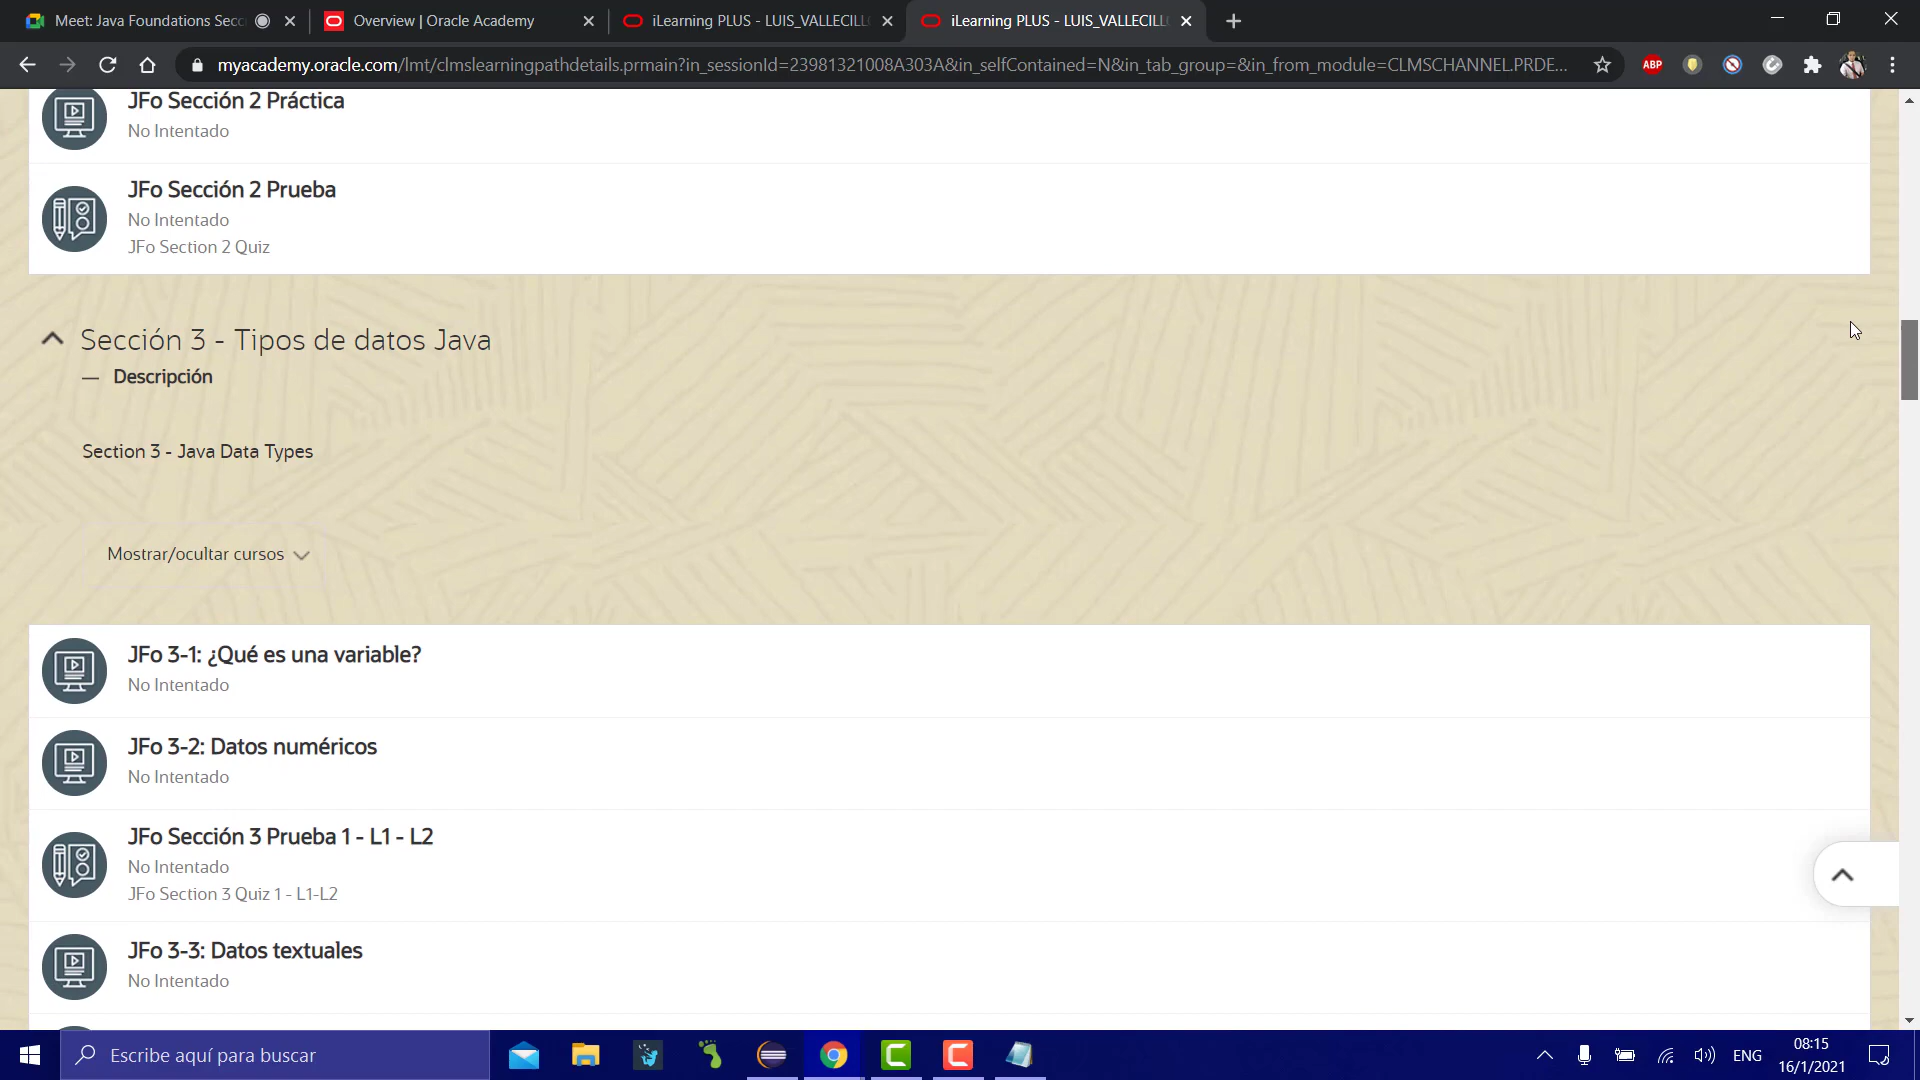 Meet: Java Foundations Secc
Overview | Oracle Academy
iLearning PLUS - LUIS_VALLECILL
iLearning PLUS - LUIS_VALLECILL
myacademy.oracle.com/lmt/clmslearningpathdetails.prmain?in_sessionId=23981321008A303A&in_selfContained=N&in_tab_group=&in_from_module=CLMSCHANNEL.PRDE...
ABP
JFo Sección 2 Práctica
No Intentado
JFo Sección 2 Prueba
No Intentado
JFo Section 2 Quiz
Sección 3 - Tipos de datos Java
— Descripción
Section 3 - Java Data Types
Mostrar/ocultar cursos
JFo 3-1: ¿Qué es una variable?
No Intentado
JFo 3-2: Datos numéricos
No Intentado
JFo Sección 3 Prueba 1 - L1 - L2
No Intentado
JFo Section 3 Quiz 1 - L1-L2
JFo 3-3: Datos textuales
No Intentado
Escribe aquí para buscar
ENG
08:15
16/1/2021